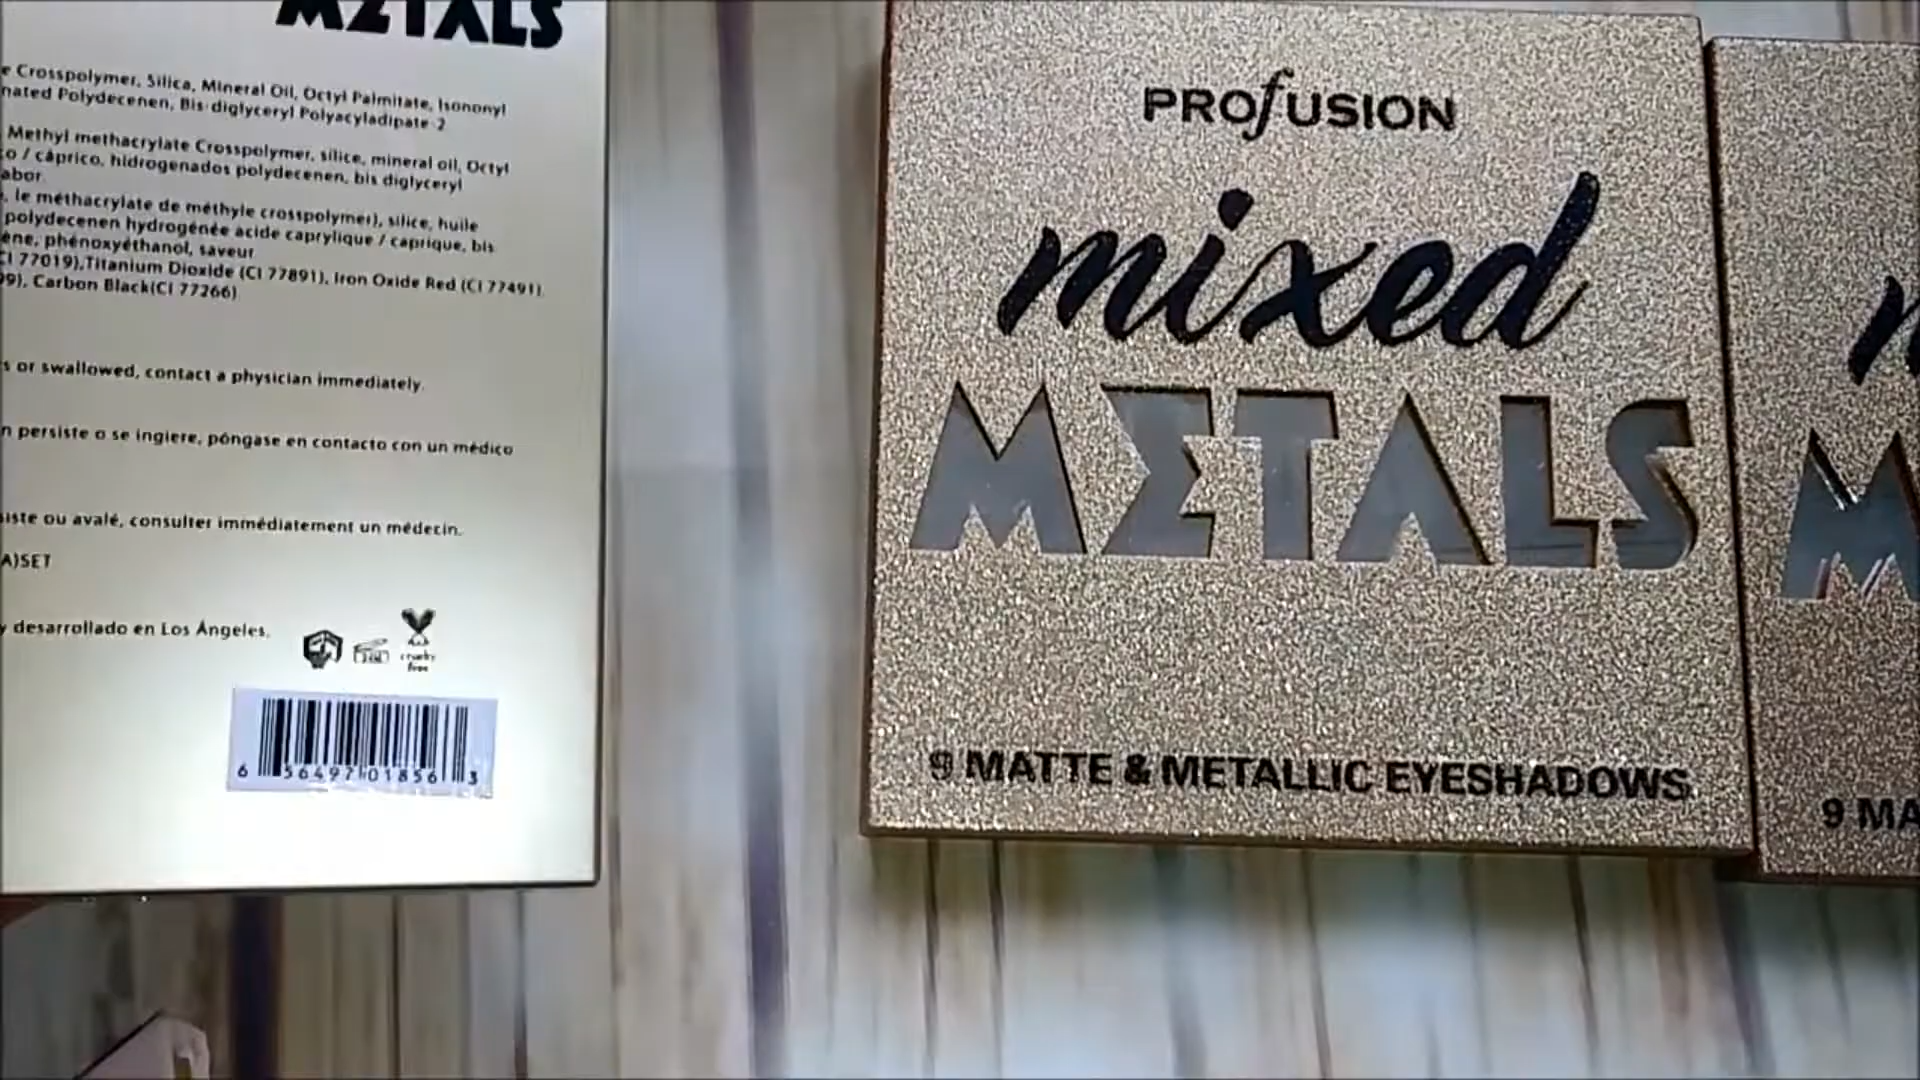 METALS
e Crosspolymer, Silica, Mineral Oil, Octyl Palmitate, Isononyl
nated Polydecenen, Bis-diglyceryl Polyacyladipate-2
Methyl methacrylate Crosspolymer, sílice, mineral oil, Octyl
co / cáprico, hidrogenados polydecenen, bis diglyceryl
abor.
, le méthacrylate de méthyle crosspolymer), silice, huile
polydecenen hydrogénée acide caprylique / caprique, bis
ène, phénoxyéthanol, saveur
CI 77019),Titanium Dioxide (CI 77891), Iron Oxide Red (CI 77491)
99), Carbon Black(CI 77266)
s or swallowed, contact a physician immediately.
n persiste o se ingiere, póngase en contacto con un médico
siste ou avalé, consulter immédiatement un médecin.
A)SET
y desarrollado en Los Ángeles.
cruelty
free
6 56497 01856 3
PROfUSION
mixed
METALS
9 MATTE & METALLIC EYESHADOWS
M
9 MA